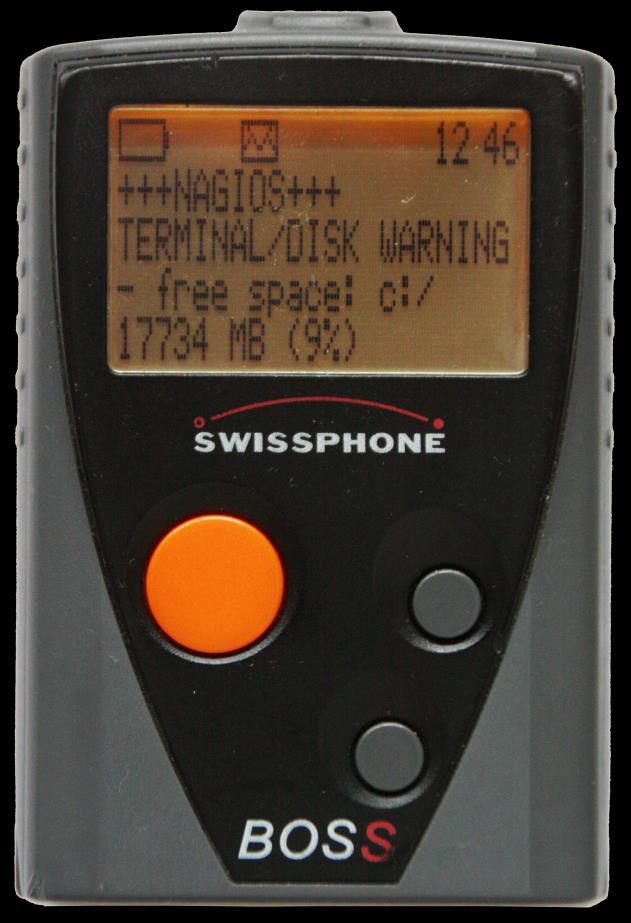 12:46
+++NAGIOS+++
TERMINAL/DISK WARNING
- free space: c:/
17734 MB (9%)
SWISSPHONE
BOSS